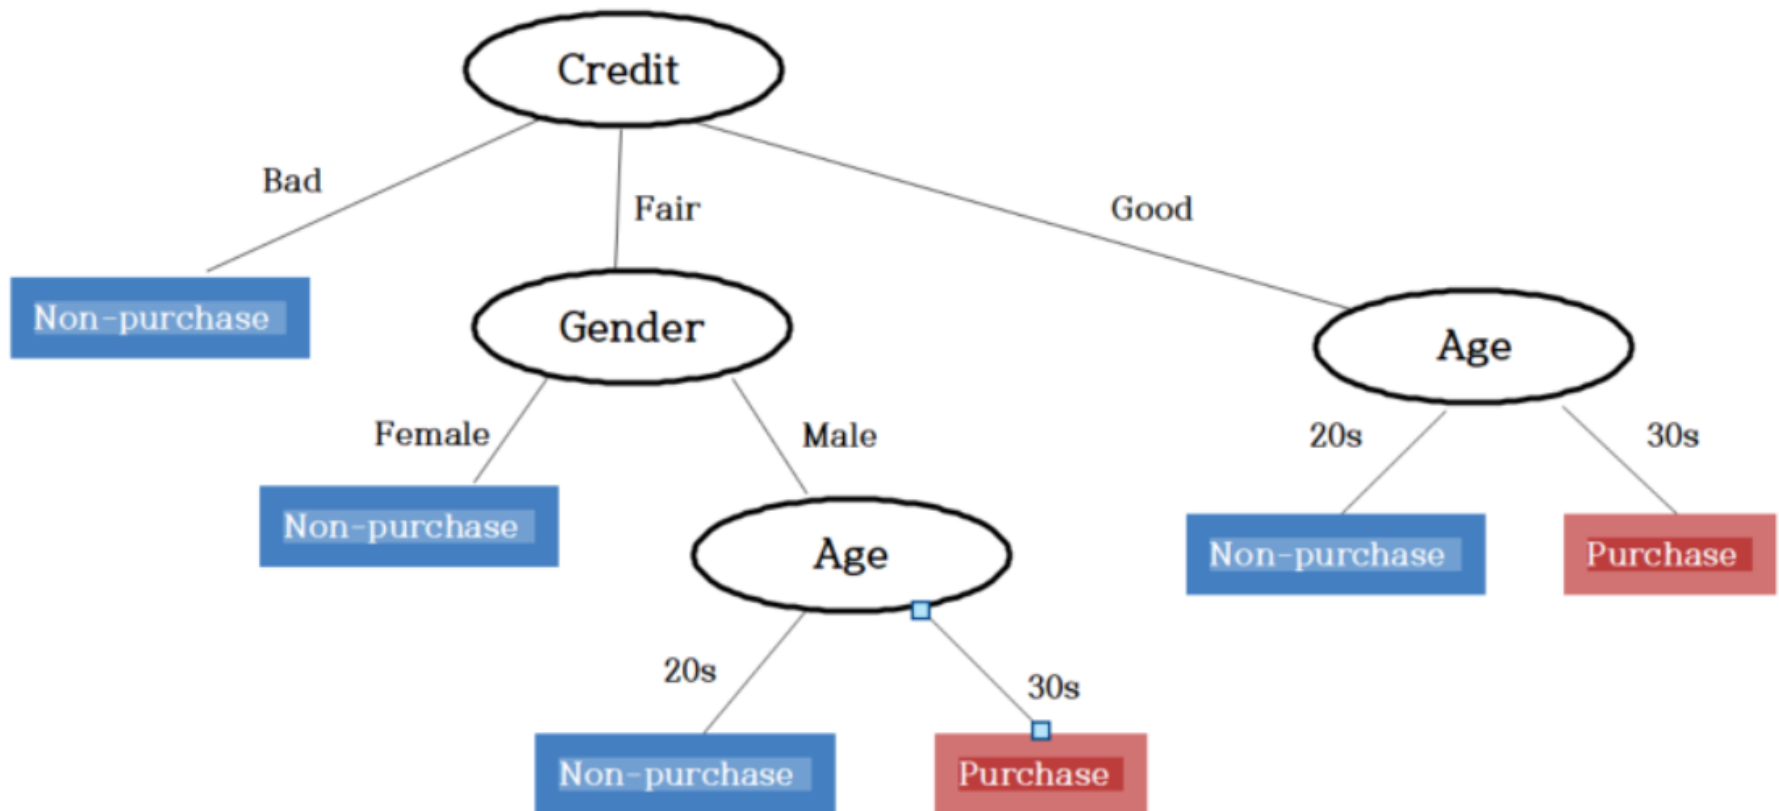 Credit
Bad
Fair
Good
Non-purchase
Gender
Age
Female
Male
20s
30s
Non-purchase
Age
Non-purchase
Purchase
20s
30s
Non-purchase
Purchase